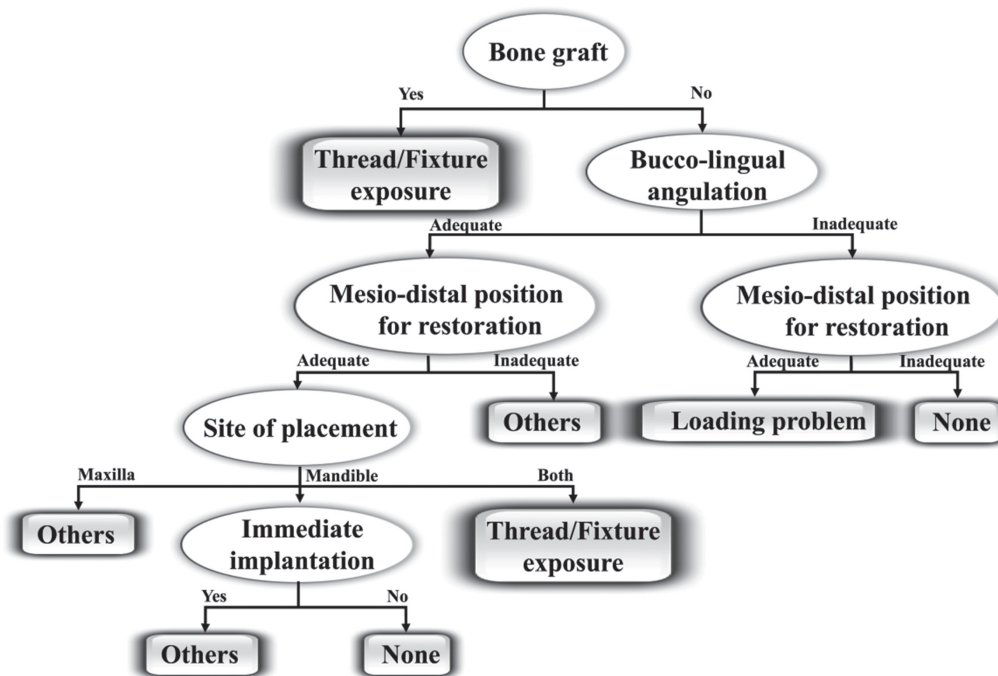 Bone graft
Yes
No
Thread/Fixture
exposure
Bucco-lingual
angulation
Adequate
Inadequate
Mesio-distal position
for restoration
Mesio-distal position
for restoration
Adequate
Inadequate
Adequate
Inadequate
Site of placement
Others
Loading problem
None
Maxilla
Mandible
Both
Others
Immediate
implantation
Thread/Fixture
exposure
Yes
No
Others
None